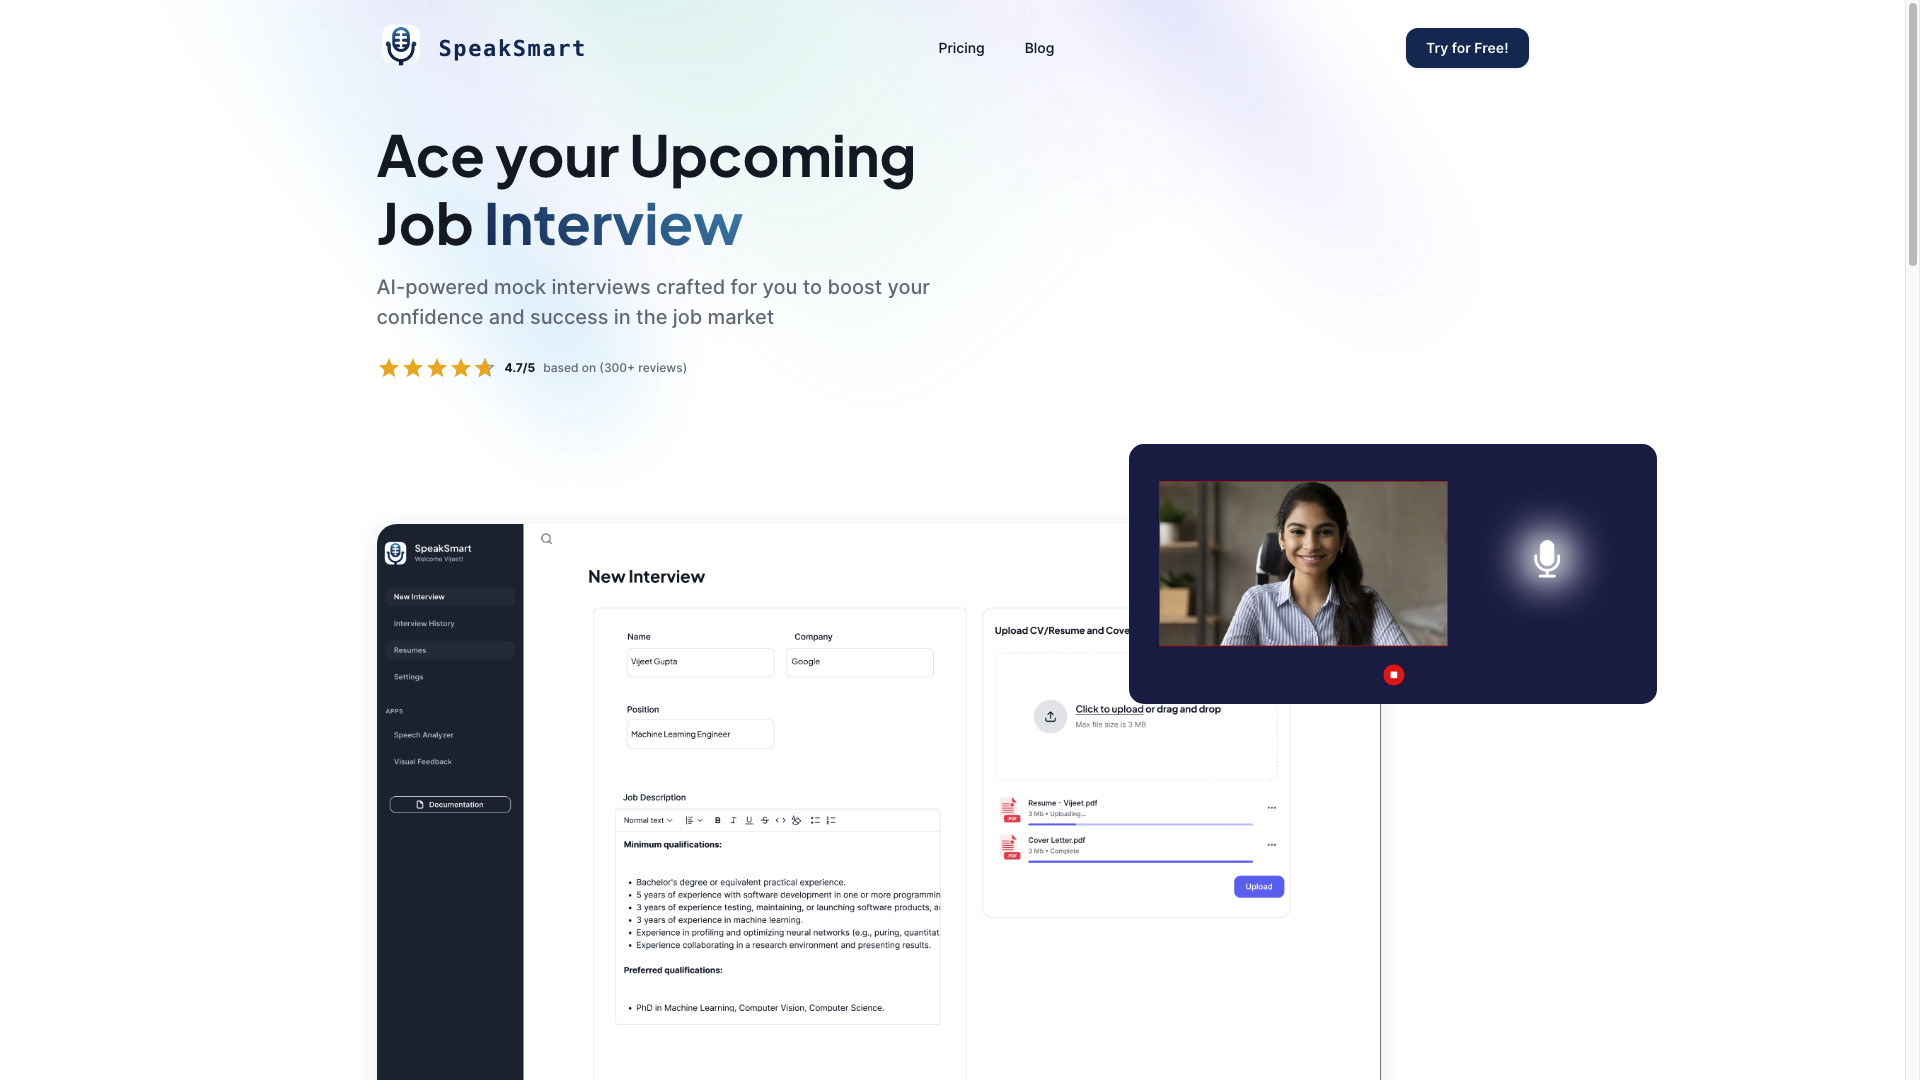 SpeakSmart
Pricing
Blog
Try for Free!
Ace your Upcoming
Job Interview
AI-powered mock interviews crafted for you to boost your
confidence and success in the job market
4.7/5 based on (300+ reviews)
SpeakSmart
Welcome Vijeet!
New Interview
Interview History
Resumes
Settings
APPS
Speech Analyzer
Visual Feedback
Documentation
New Interview
Name
Company
Vijeet Gupta
Google
Position
Machine Learning Engineer
Job Description
Normal text
Minimum qualifications:
• Bachelor's degree or equivalent practical experience.
• 5 years of experience with software development in one or more programmin
• 3 years of experience testing, maintaining, or launching software products, a
• 3 years of experience in machine learning.
• Experience in profiling and optimizing neural networks (e.g., puring, quantitat
• Experience collaborating in a research environment and presenting results.
Preferred qualifications:
• PhD in Machine Learning, Computer Vision, Computer Science.
Upload CV/Resume and Cove
Click to upload or drag and drop
Max file size is 3 MB
Resume - Vijeet.pdf
3 Mb • Uploading...
Cover Letter.pdf
3 Mb • Complete
Upload